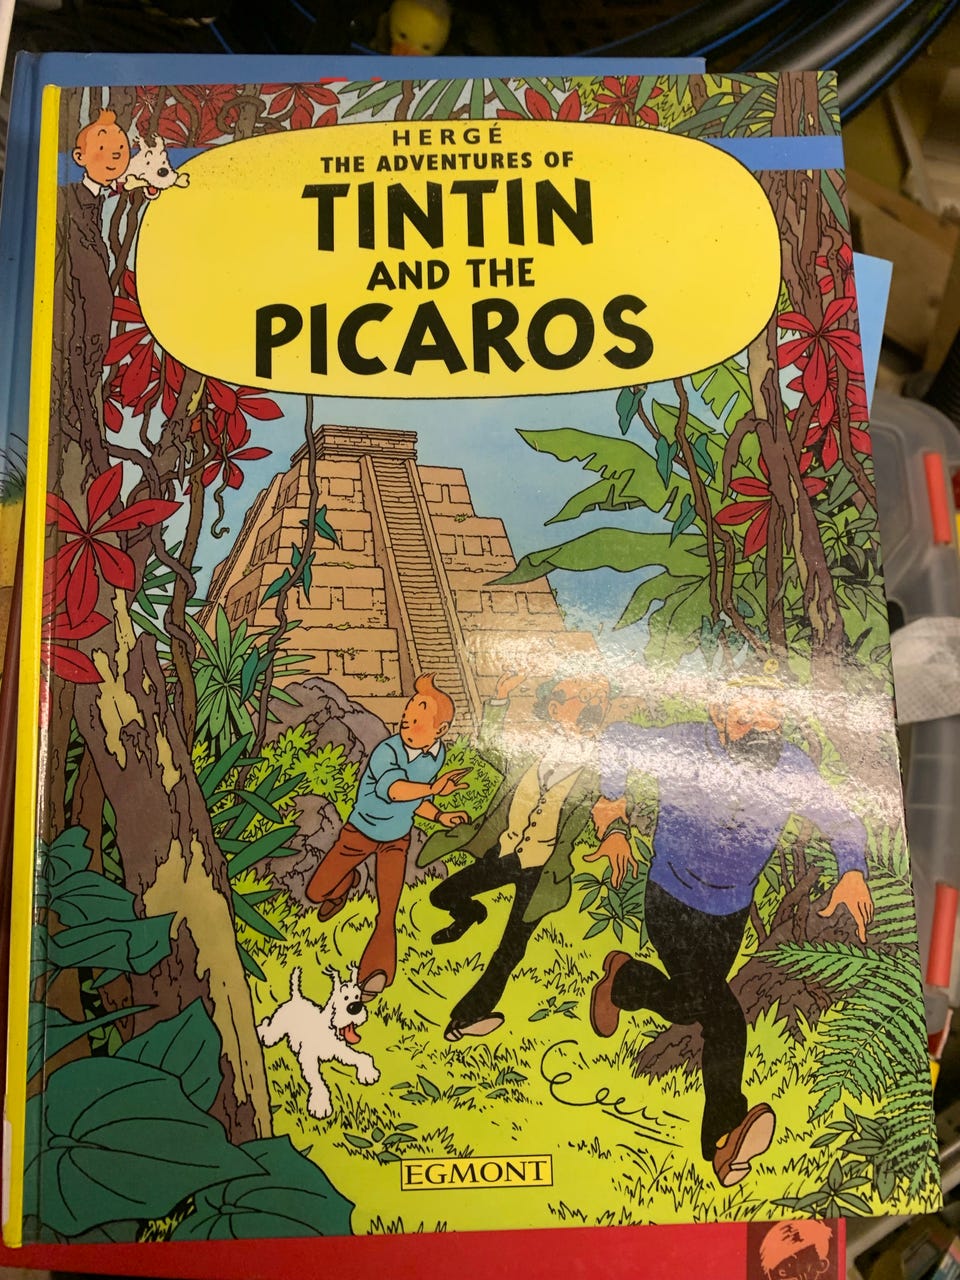 HERGÉ
THE ADVENTURES OF
TINTIN
AND THE
PICAROS
EGMONT